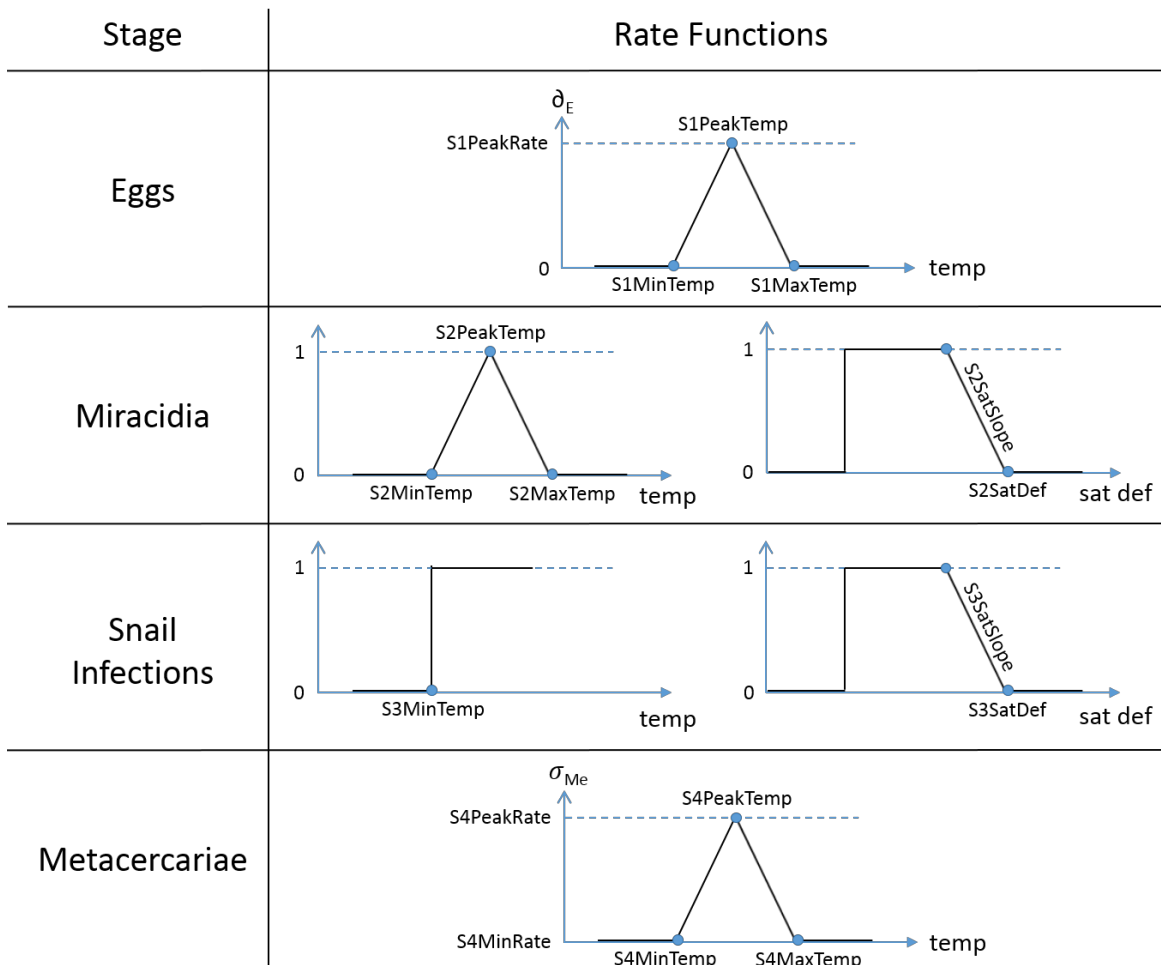 Stage
Rate Functions
Eggs
∂E
S1PeakRate
S1PeakTemp
0
S1MinTemp
S1MaxTemp
temp
Miracidia
1
S2PeakTemp
0
S2MinTemp
S2MaxTemp
temp
1
S2SatSlope
0
S2SatDef
sat def
Snail
Infections
1
0
S3MinTemp
temp
1
S3SatSlope
0
S3SatDef
sat def
Metacercariae
σMe
S4PeakRate
S4PeakTemp
S4MinRate
S4MinTemp
S4MaxTemp
temp